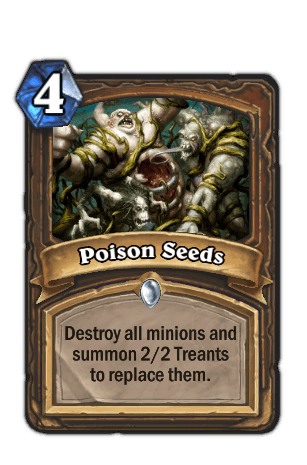 4
Poison Seeds
Destroy all minions and
summon 2/2 Treants
to replace them.